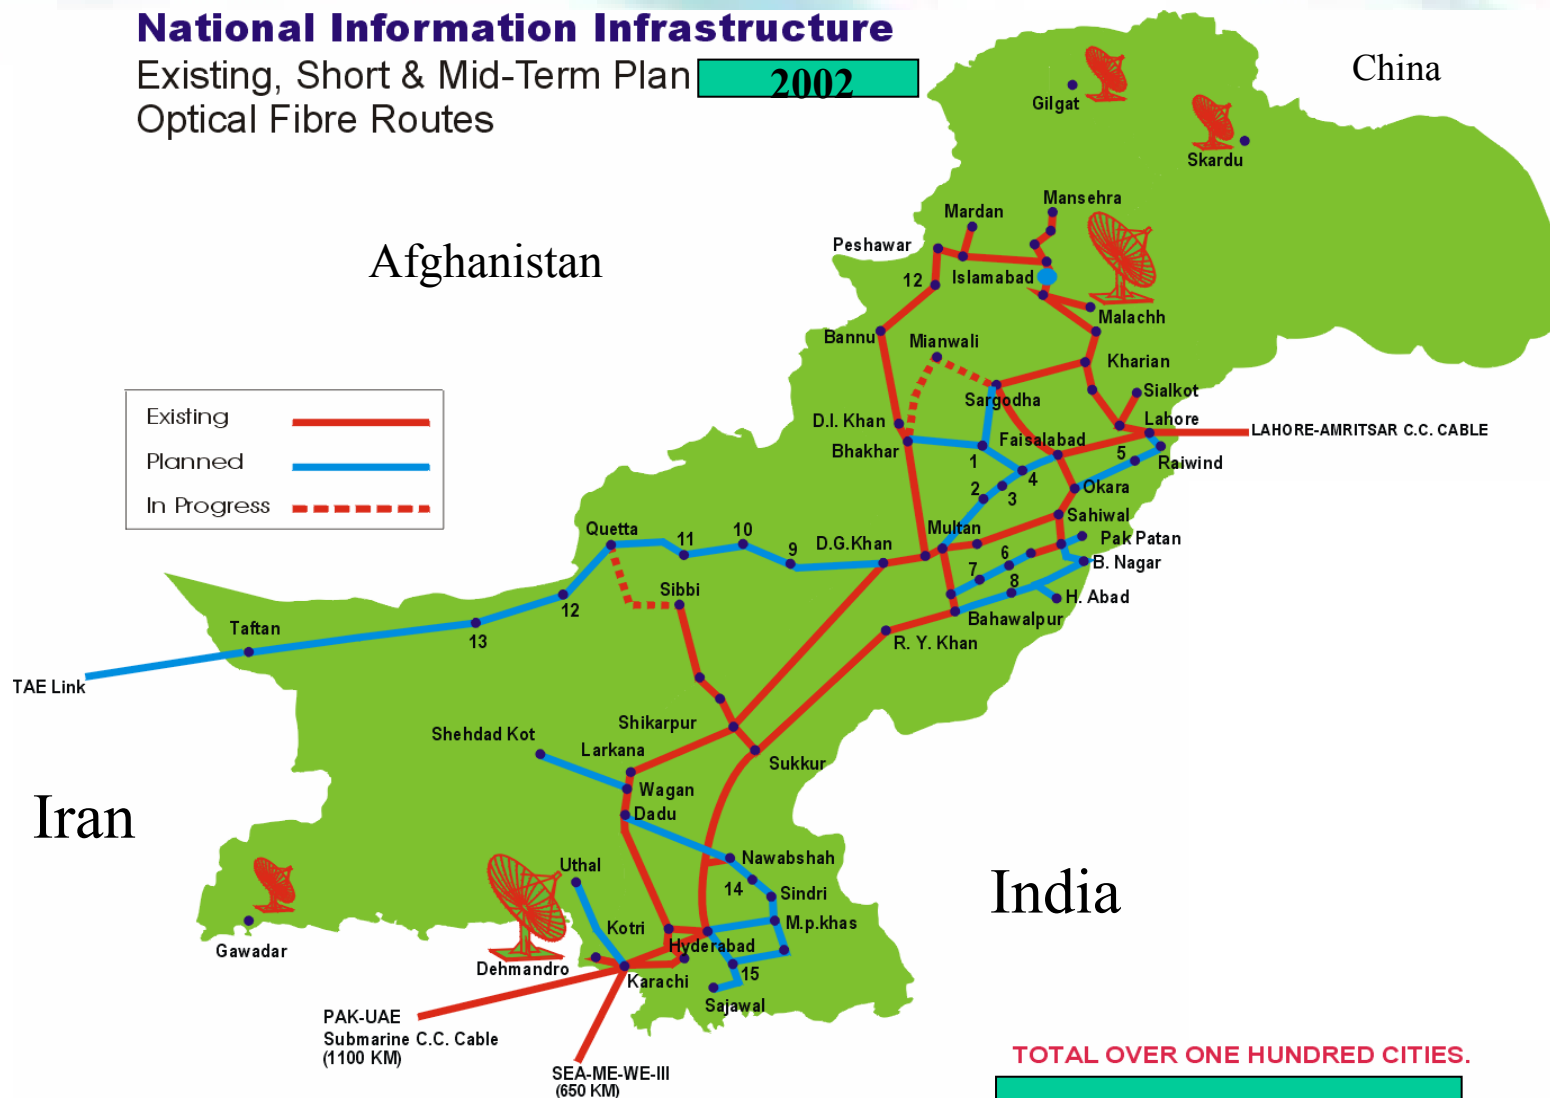 National Information Infrastructure
Existing, Short & Mid-Term Plan 2002
Optical Fibre Routes
China
Gilgat
Skardu
Mansehra
Mardan
Peshawar
Afghanistan
12
Islamabad
Malachh
Bannu
Mianwali
Kharian
Sialkot
Sargodha
D.I. Khan
Lahore
LAHORE-AMRITSAR C.C. CABLE
Existing
Planned
In Progress
Bhakhar
Faisalabad
1
5
Raiwind
4
2
3
Okara
Sahiwal
Quetta
11
10
9
D.G.Khan
Multan
Pak Patan
6
B. Nagar
7
8
Sibbi
12
H. Abad
Bahawalpur
Taftan
13
R. Y. Khan
TAE Link
Shikarpur
Shehdad Kot
Larkana
Sukkur
Wagan
Iran
Dadu
Nawabshah
Uthal
14
Sindri
India
M.p.khas
Kotri
Gawadar
Hyderabad
Dehmandro
Karachi
15
Sajawal
PAK-UAE
Submarine C.C. Cable
(1100 KM)
SEA-ME-WE-III
(650 KM)
TOTAL OVER ONE HUNDRED CITIES.